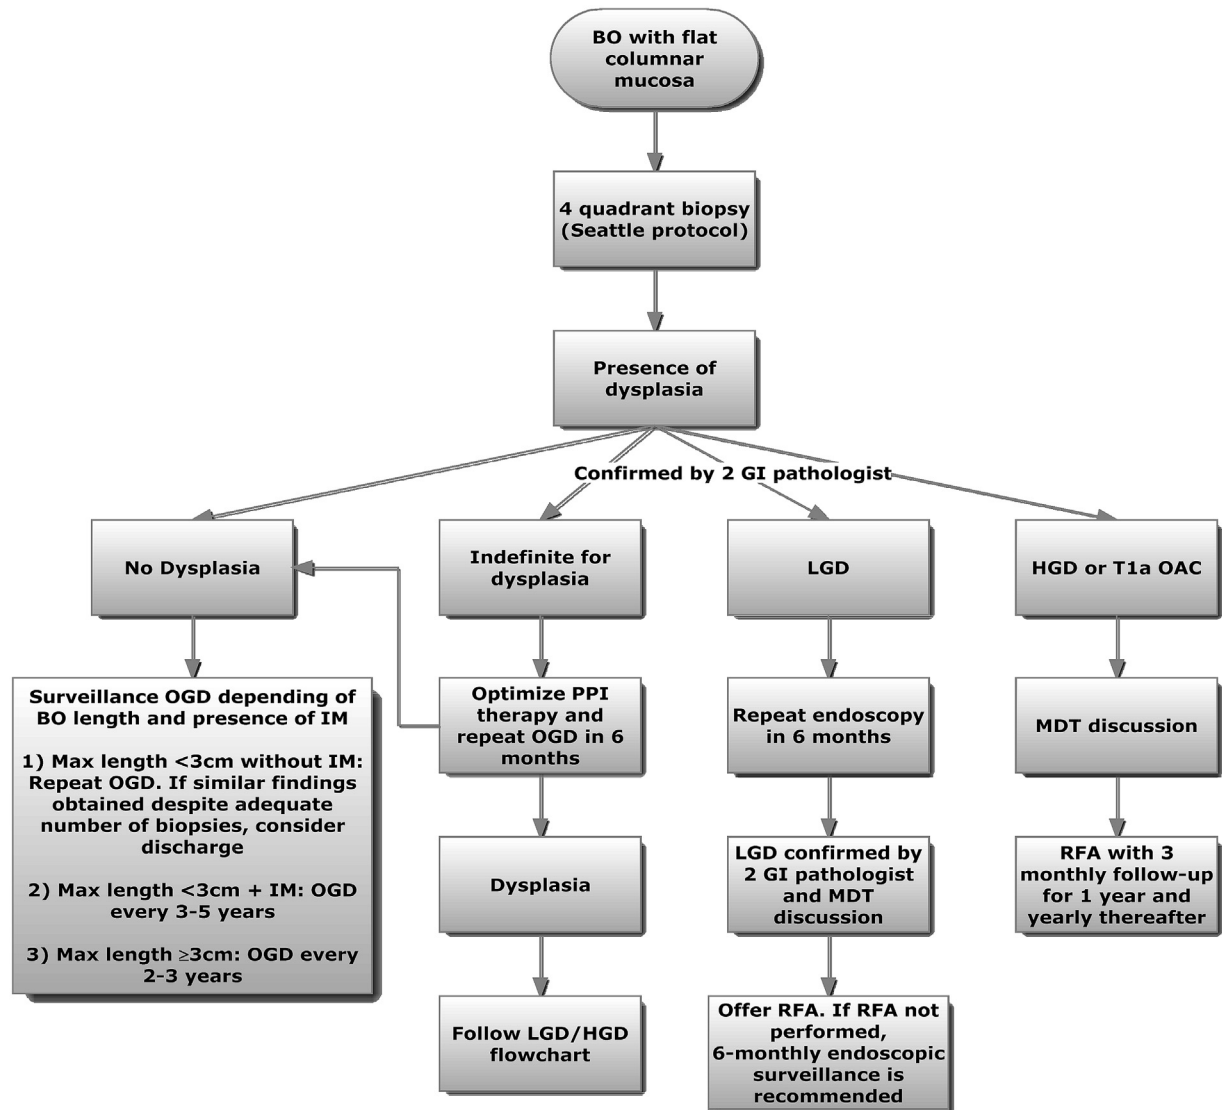 BO with flat
columnar
mucosa
4 quadrant biopsy
(Seattle protocol)
Presence of
dysplasia
Confirmed by 2 GI pathologist
No Dysplasia
Indefinite for
dysplasia
LGD
HGD or T1a OAC
Surveillance OGD depending of
BO length and presence of IM
1) Max length <3cm without IM:
Repeat OGD. If similar findings
obtained despite adequate
number of biopsies, consider
discharge
2) Max length <3cm + IM: OGD
every 3-5 years
3) Max length ≥3cm: OGD every
2-3 years
Optimize PPI
therapy and
repeat OGD in 6
months
Dysplasia
Follow LGD/HGD
flowchart
Repeat endoscopy
in 6 months
LGD confirmed by
2 GI pathologist
and MDT
discussion
Offer RFA. If RFA not
performed,
6-monthly endoscopic
surveillance is
recommended
MDT discussion
RFA with 3
monthly follow-up
for 1 year and
yearly thereafter